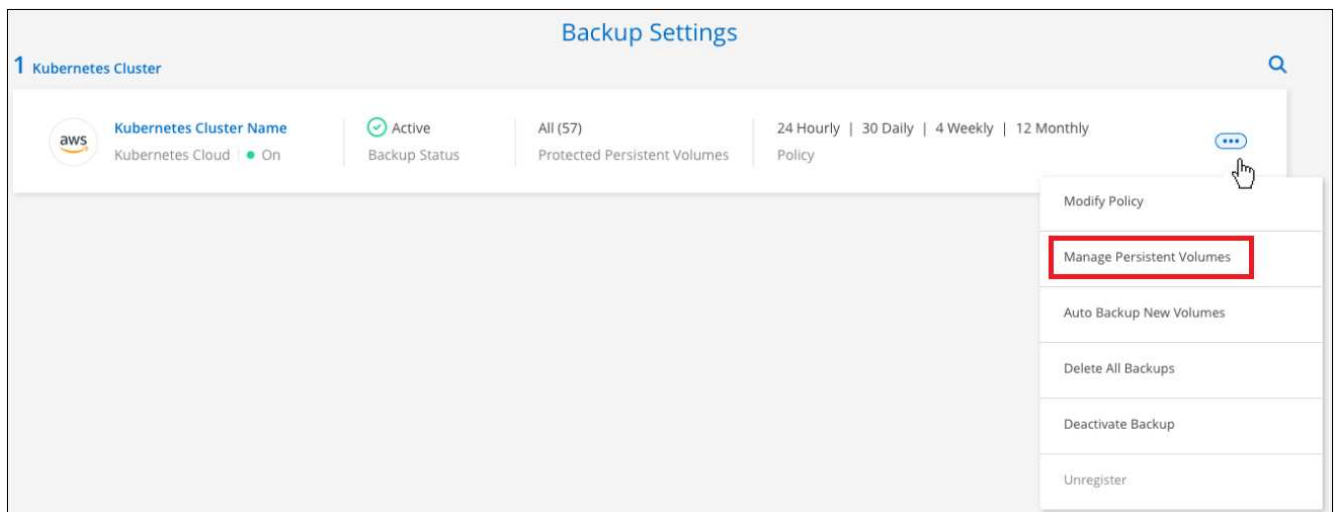 Backup Settings
1 Kubernetes Cluster
aws
Kubernetes Cluster Name
Kubernetes Cloud | On
Active
Backup Status
All (57)
Protected Persistent Volumes
24 Hourly | 30 Daily | 4 Weekly | 12 Monthly
Policy
Modify Policy
Manage Persistent Volumes
Auto Backup New Volumes
Delete All Backups
Deactivate Backup
Unregister